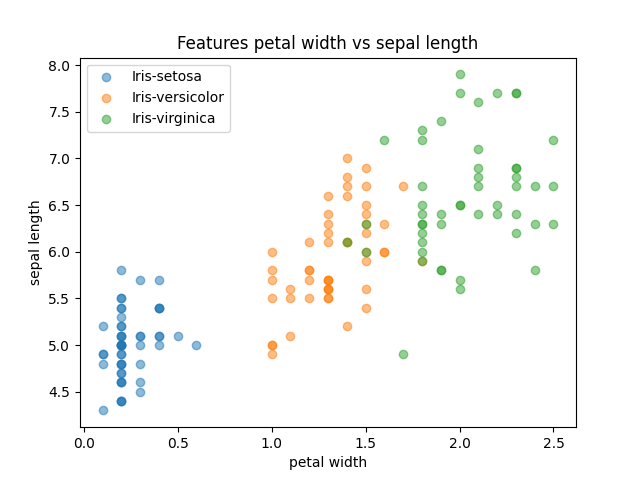 Features petal width vs sepal length
Iris-setosa
Iris-versicolor
Iris-virginica
sepal length
8.0
7.5
7.0
6.5
6.0
5.5
5.0
4.5
0.0 0.5 1.0 1.5 2.0 2.5
petal width